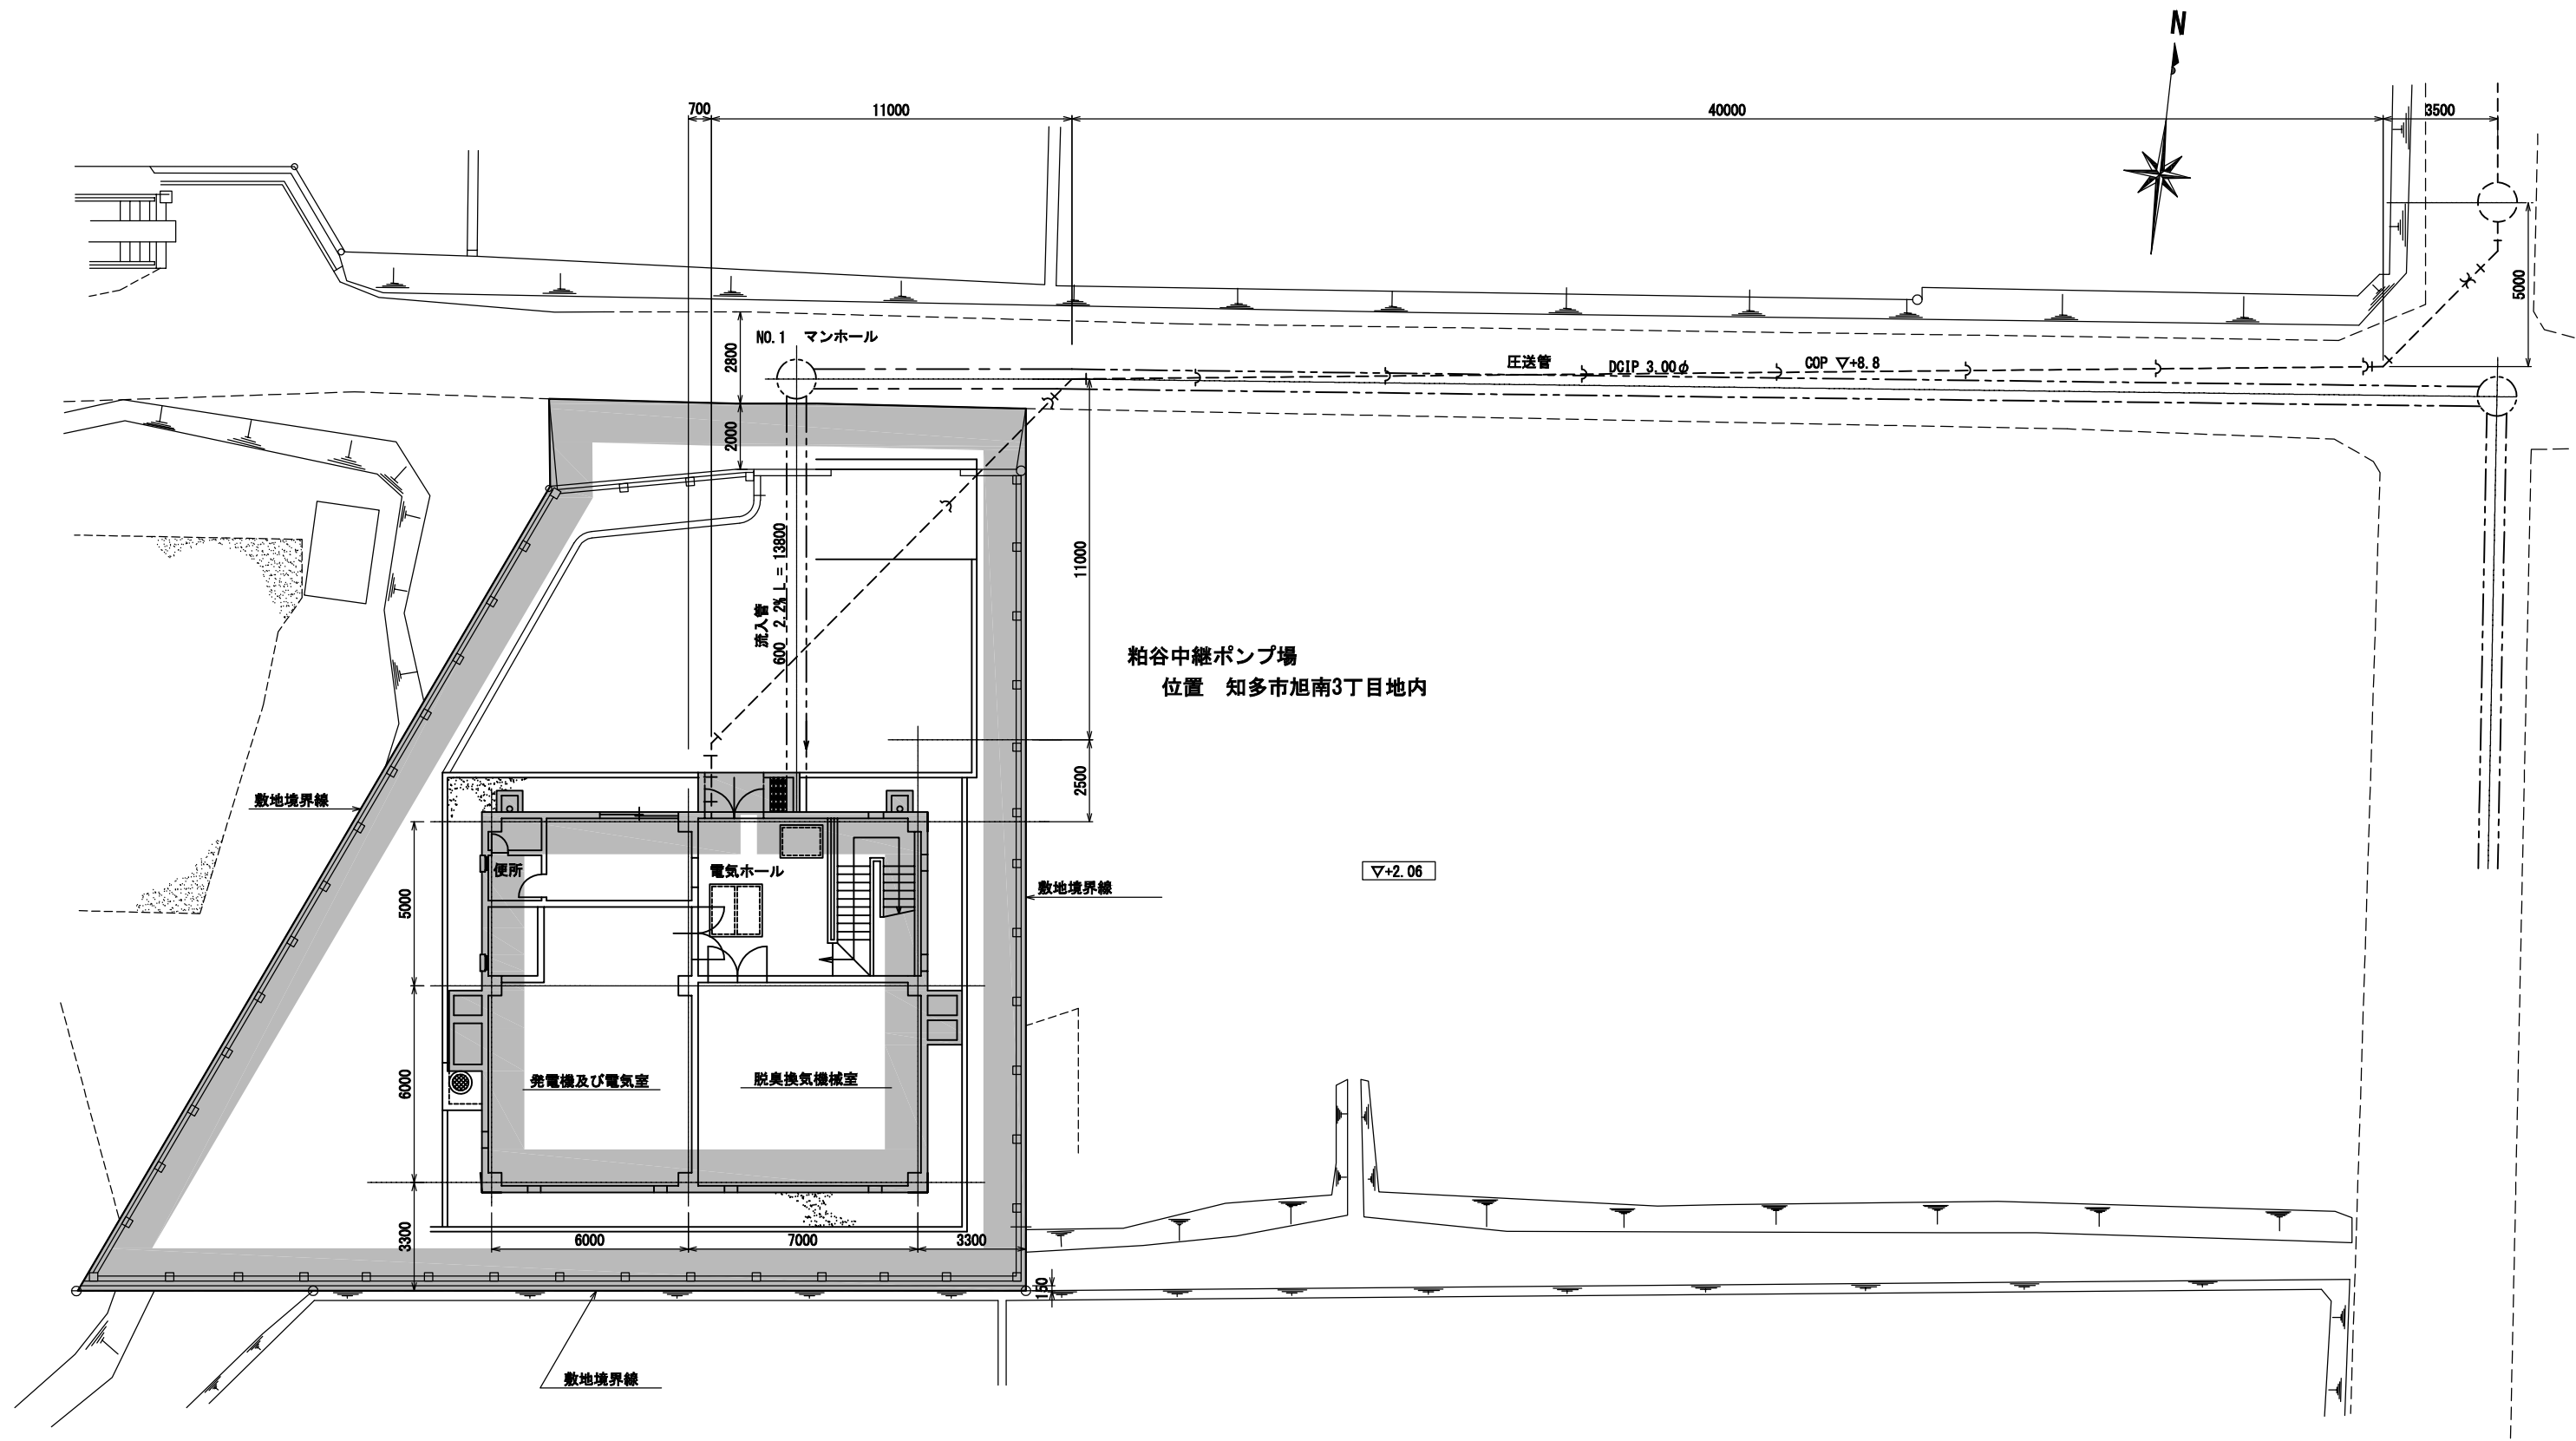 N
700
11000
40000
3500
5000
NO.1 マンホール
2800
圧送管
DCIP 3.00φ
COP ▽+8.8
2000
流入管
600 2.2% L = 13800
11000
粕谷中継ポンプ場
位置 知多市旭南3丁目地内
2500
敷地境界線
便所
電気ホール
▽+2.06
敷地境界線
5000
発電機及び電気室
脱臭換気機械室
6000
3300
6000
7000
3300
150
敷地境界線